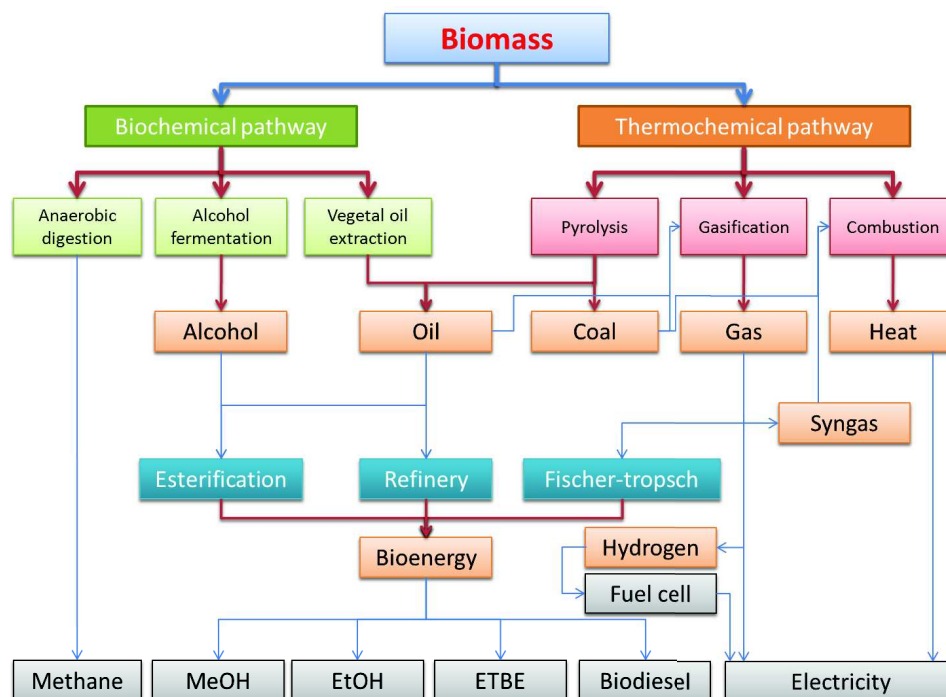 Biomass
Biochemical pathway
Thermochemical pathway
Anaerobic
digestion
Alcohol
fermentation
Vegetal oil
extraction
Pyrolysis
Gasification
Combustion
Alcohol
Oil
Coal
Gas
Heat
Syngas
Esterification
Refinery
Fischer-tropsch
Bioenergy
Hydrogen
Fuel cell
Methane
MeOH
EtOH
ETBE
Biodiesel
Electricity